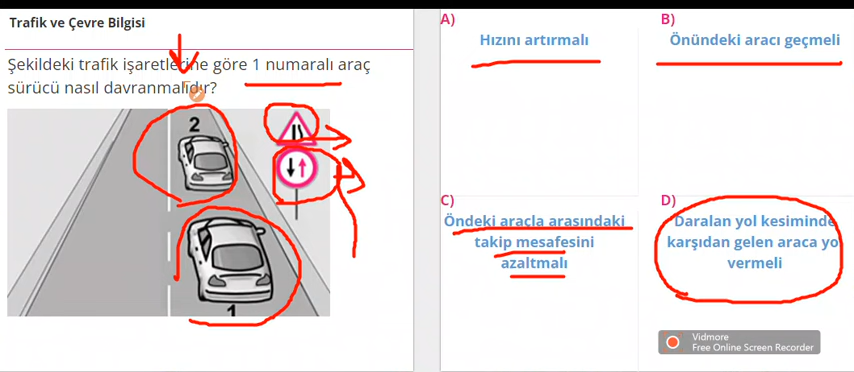 Trafik ve Çevre Bilgisi
Şekildeki trafik işaretlerine göre 1 numaralı araç
sürücü nasıl davranmalıdır?
2
1
A)
Hızını artırmalı
B)
Önündeki aracı geçmeli
C)
Öndeki araçla arasındaki
takip mesafesini
azaltmalı
D)
Daralan yol kesiminde
karşıdan gelen araca yo
vermeli
Vidmore
Free Online Screen Recorder